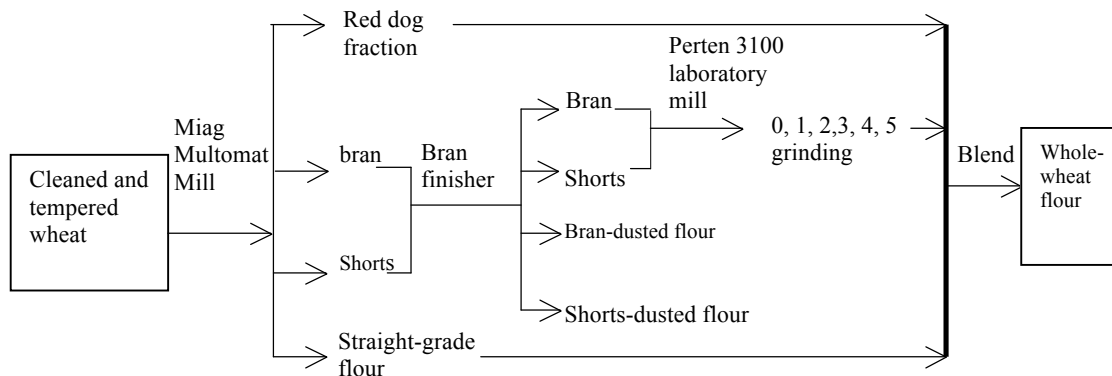 Cleaned and
tempered
wheat
Miag
Multomat
Mill
Red dog
fraction
bran
Shorts
Straight-grade
flour
Bran
finisher
Bran
Shorts
Bran-dusted flour
Shorts-dusted flour
Perten 3100
laboratory
mill
0, 1, 2,3, 4, 5
grinding
Blend
Whole-
wheat
flour